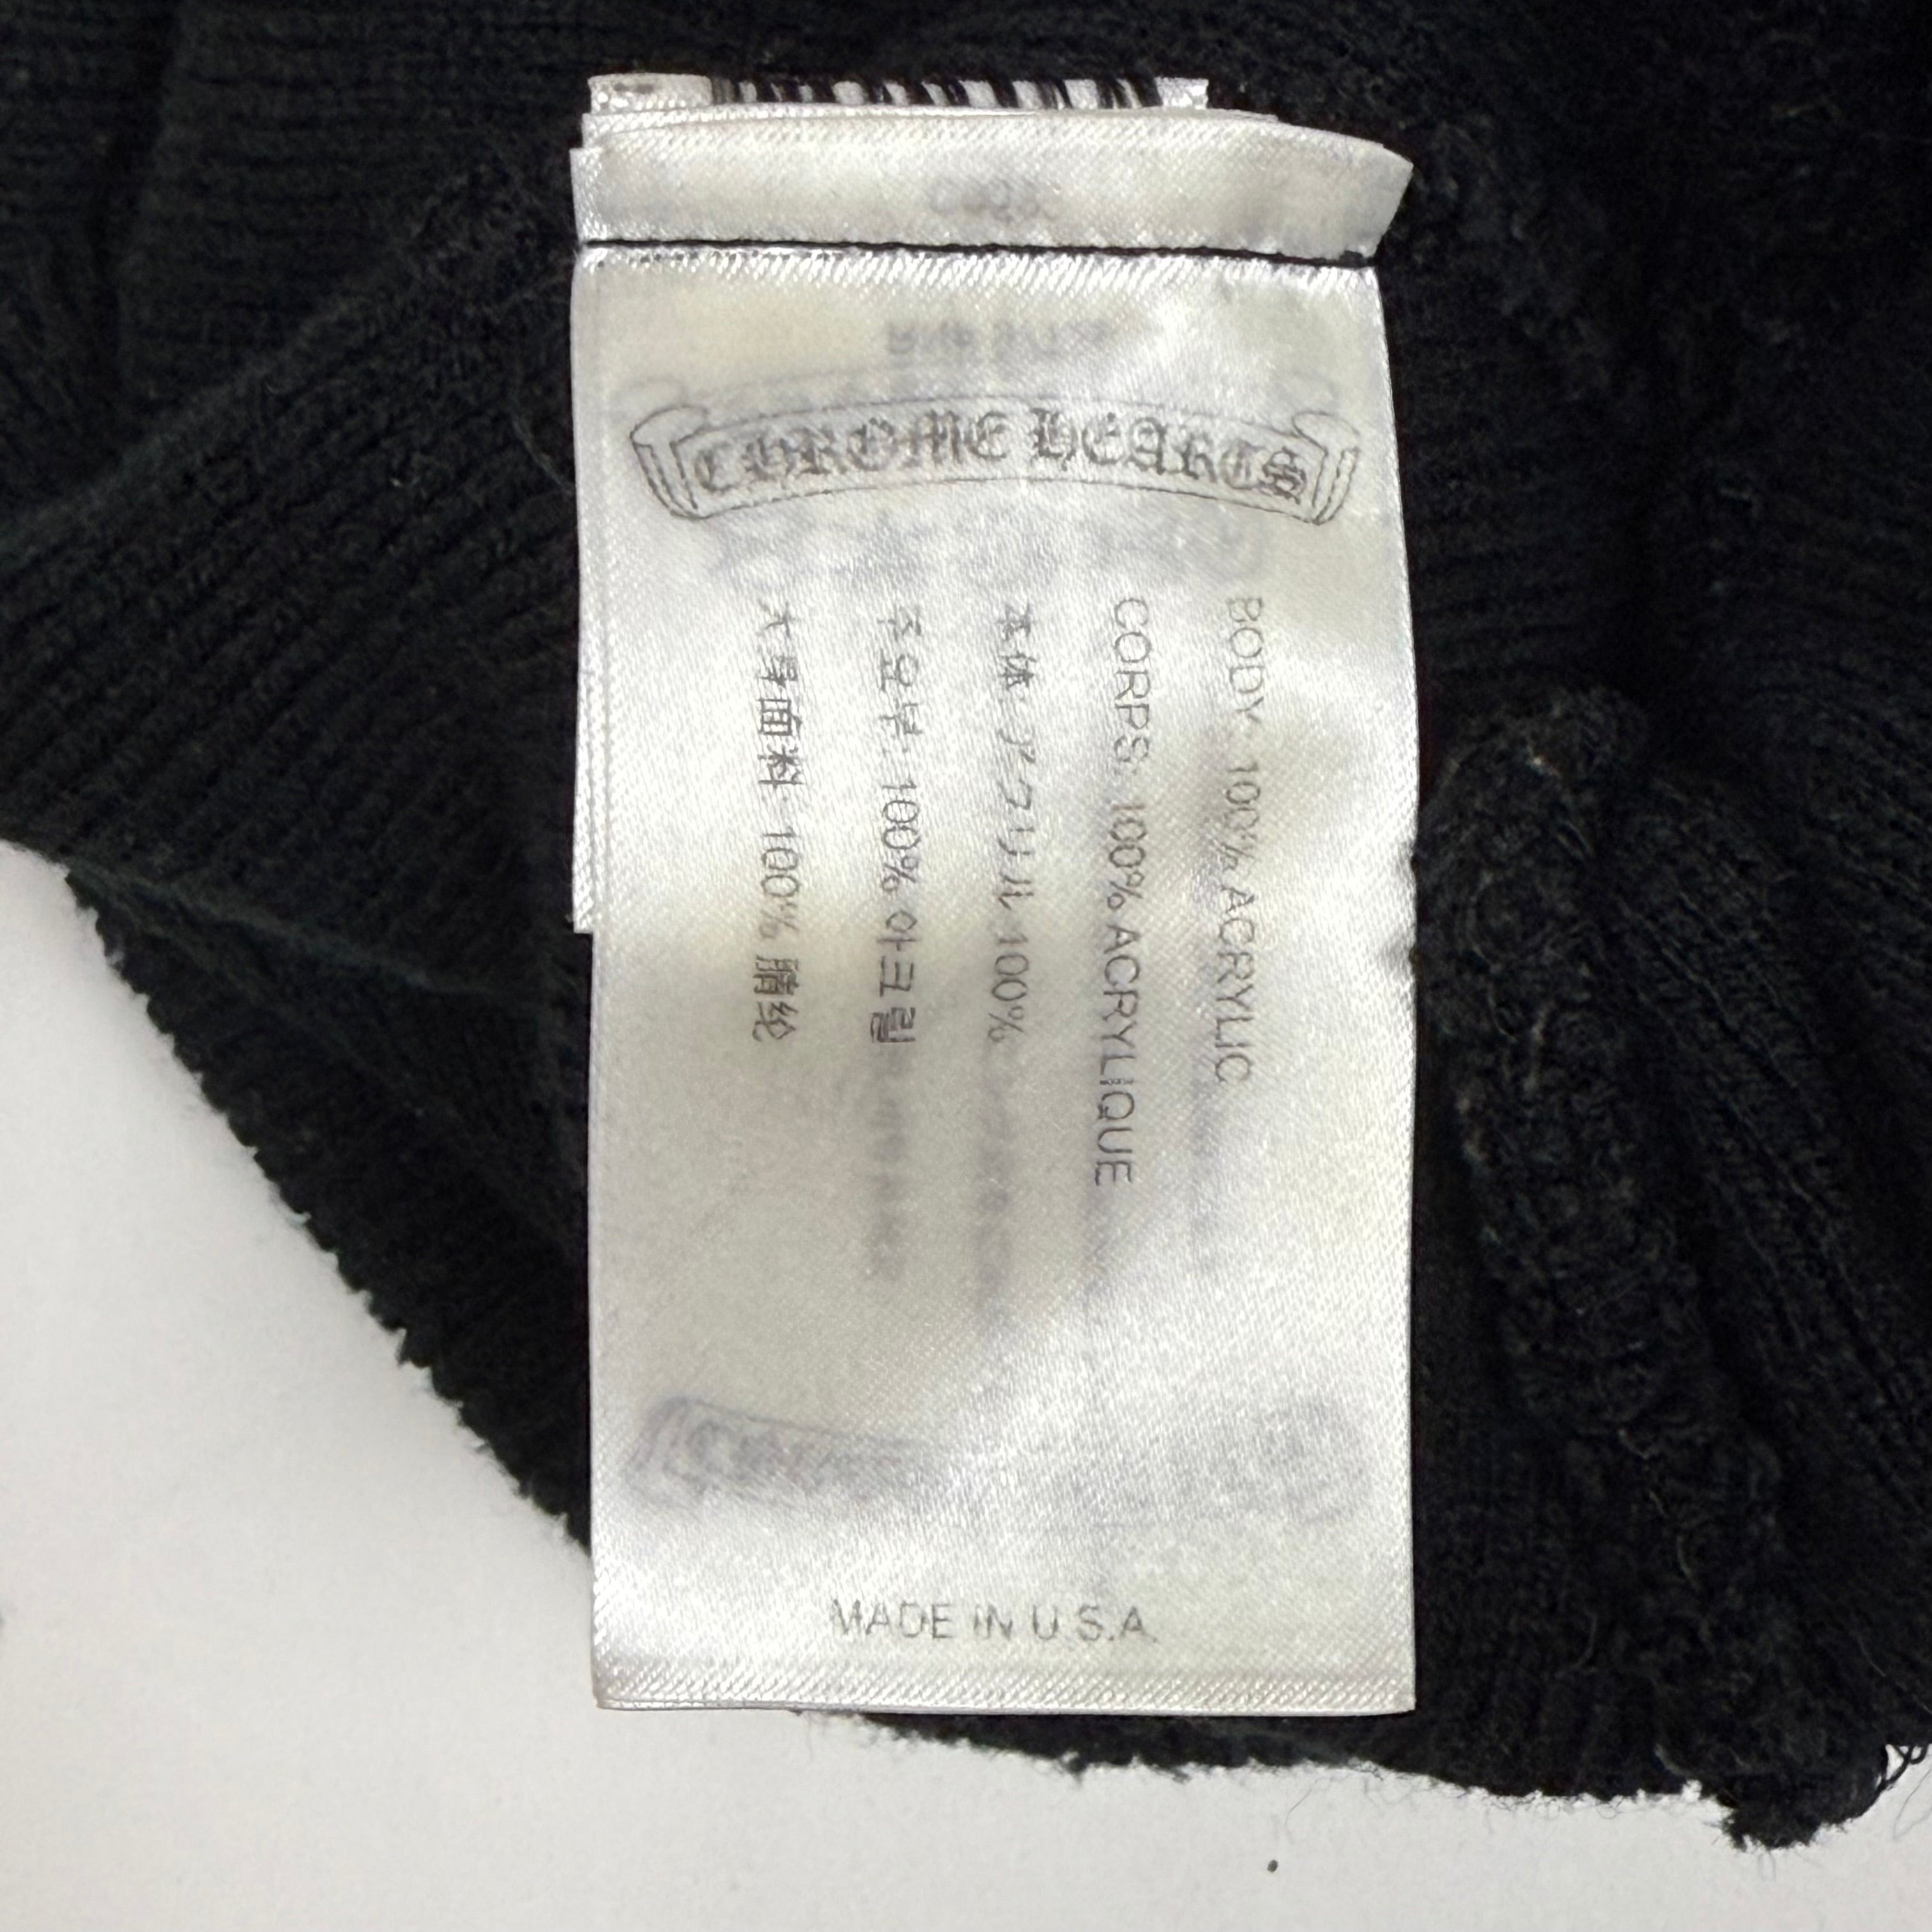 CHROME HEARTS
BODY: 100% ACRYLIC
CORPS: 100% ACRYLIQUE
本体: アクリル 100%
주요부: 100% 아크릴
大身面料: 100% 腈纶
MADE IN U.S.A.